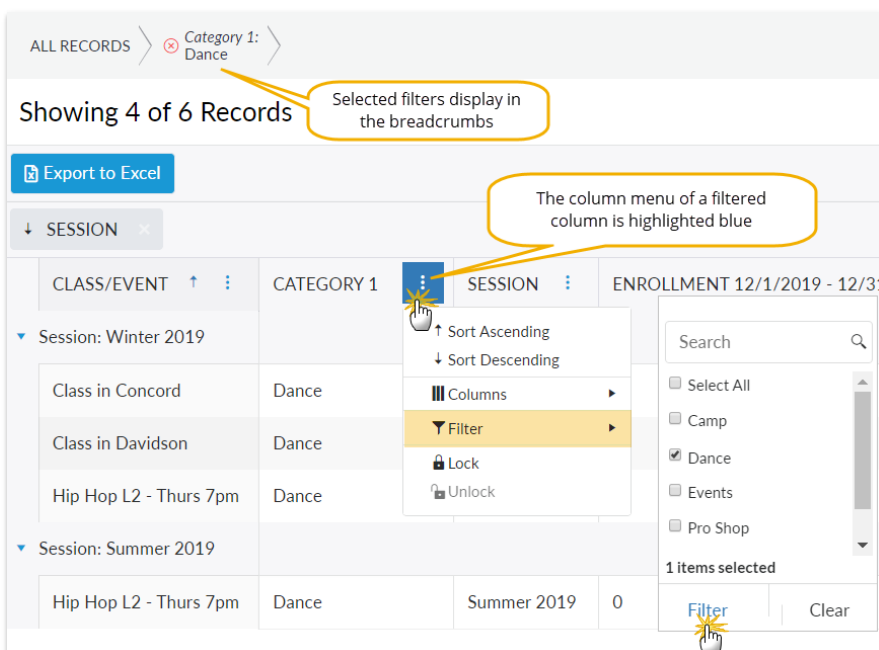 ALL RECORDS
Category 1:
Dance
Showing 4 of 6 Records
Selected filters display in
the breadcrumbs
Export to Excel
The column menu of a filtered
column is highlighted blue
SESSION
CLASS/EVENT
CATEGORY 1
SESSION
ENROLLMENT 12/1/2019 - 12/31
Session: Winter 2019
Class in Concord
Dance
Class in Davidson
Dance
Hip Hop L2 - Thurs 7pm
Dance
Session: Summer 2019
Hip Hop L2 - Thurs 7pm
Dance
Summer 2019
0
Sort Ascending
Sort Descending
Columns
Filter
Lock
Unlock
Search
Select All
Camp
Dance
Events
Pro Shop
1 items selected
Filter
Clear